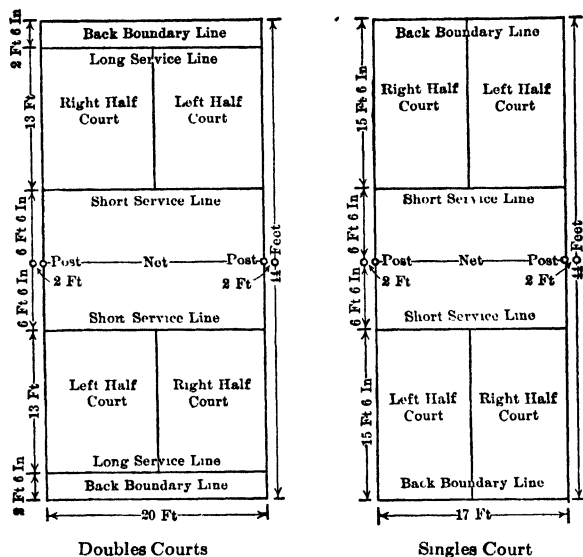 Back Boundary Line
Long Service Line
Right Half Court
Left Half Court
Short Service Line
Post Net Post
2 Ft
2 Ft
Short Service Line
Left Half Court
Right Half Court
Long Service Line
Back Boundary Line
2 Ft 6 In
13 Ft
6 Ft 6 In
6 Ft 6 In
13 Ft
2 Ft 6 In
44 Feet
20 Ft
Doubles Courts
Back Boundary Line
Right Half Court
Left Half Court
Short Service Line
Post Net Post
2 Ft
2 Ft
Short Service Line
Left Half Court
Right Half Court
Back Boundary Line
15 Ft 6 In
6 Ft 6 In
6 Ft 6 In
15 Ft 6 In
44
17 Ft
Singles Court